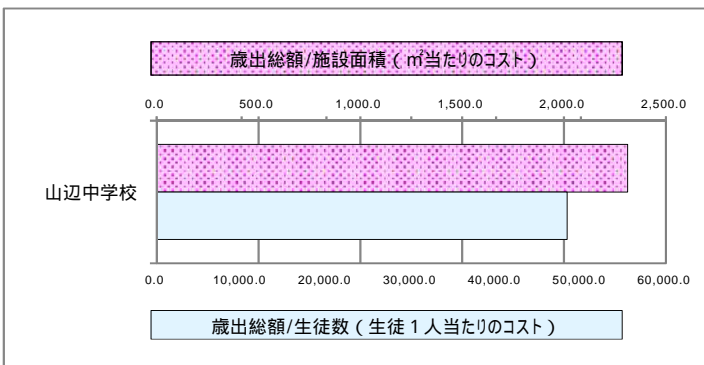 歳出総額/施設面積（㎡当たりのコスト）
0.0 500.0 1,000.0 1,500.0 2,000.0 2,500.0
山辺中学校
0.0 10,000.0 20,000.0 30,000.0 40,000.0 50,000.0 60,000.0
歳出総額/生徒数（生徒１人当たりのコスト）